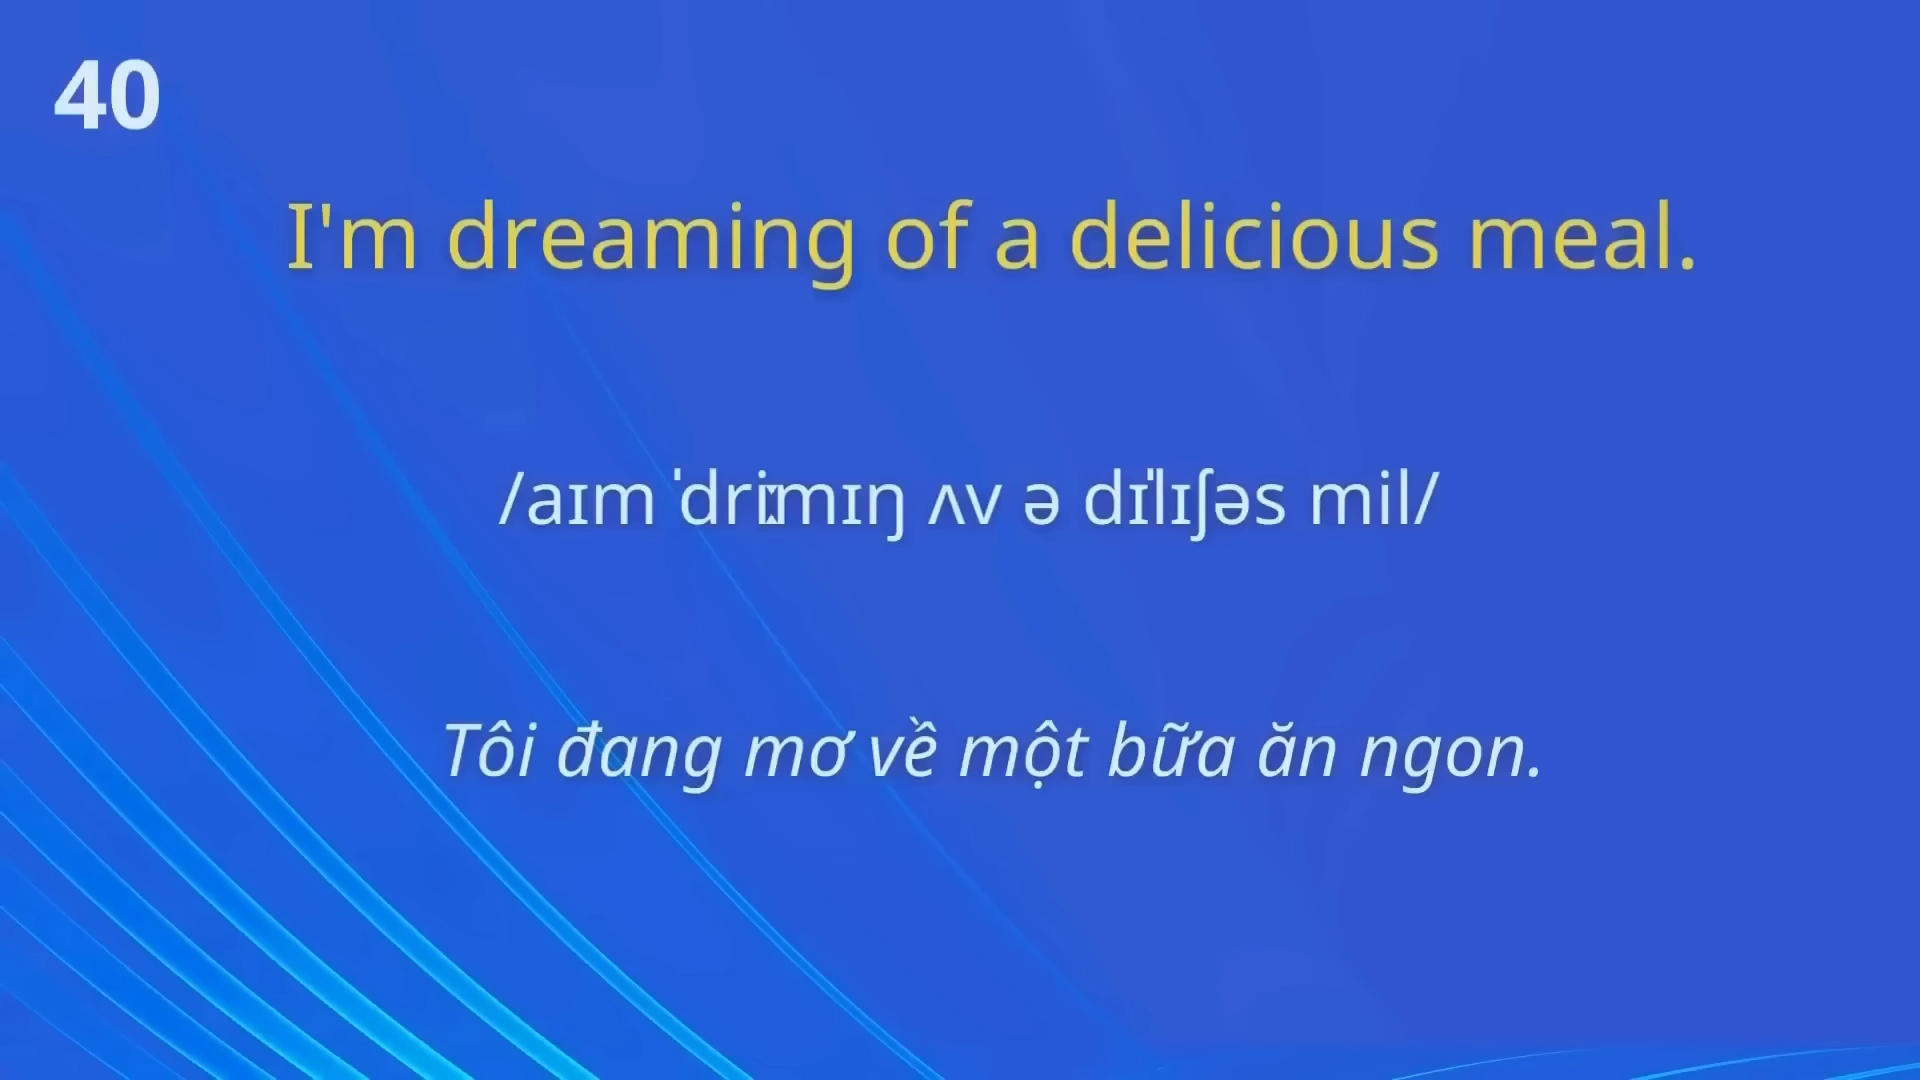 40
I'm dreaming of a delicious meal.
/aɪm ˈdriːmɪŋ ʌv ə dɪˈlɪʃəs mil/
Tôi đang mơ về một bữa ăn ngon.